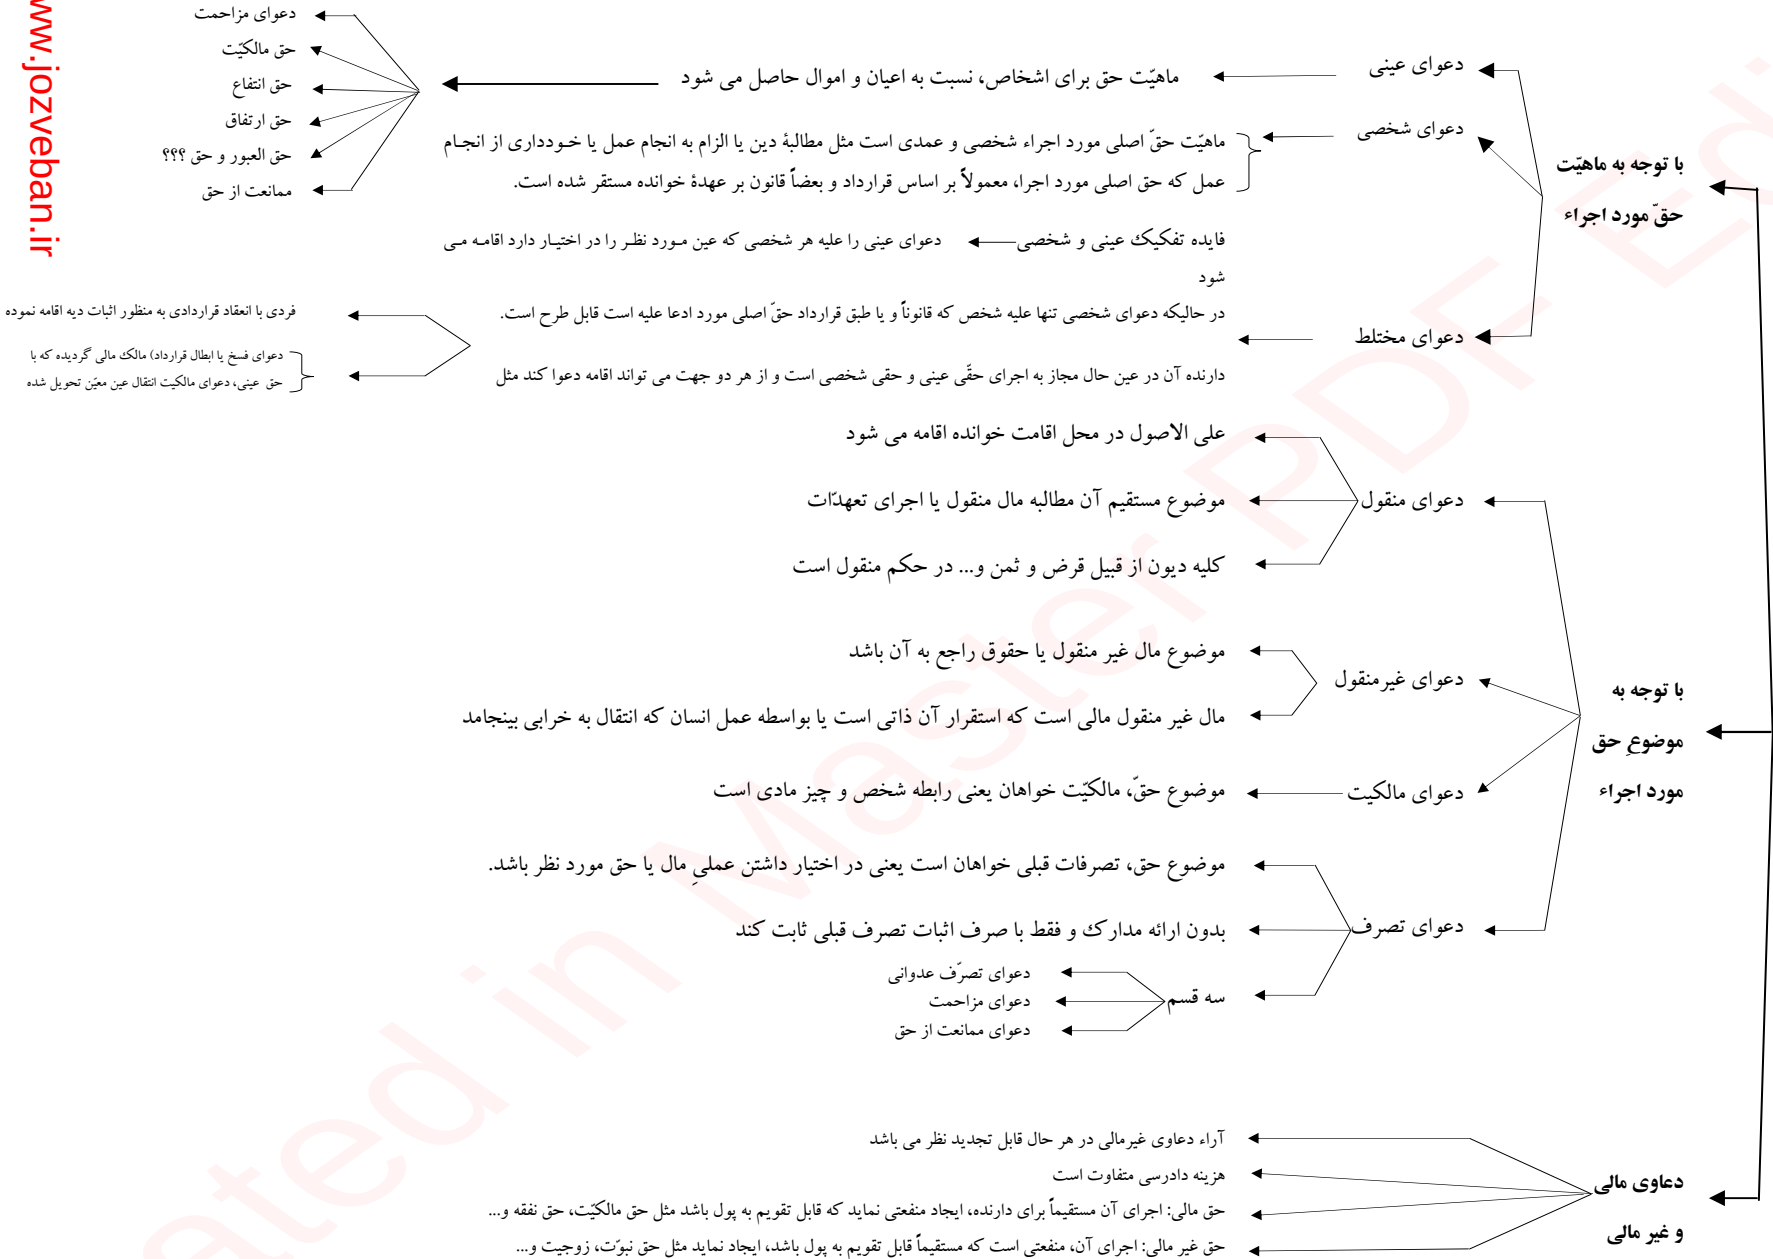 با توجه به ماهیّت
حقّ مورد اجراء
دعوای عینی
ماهیّت حق برای اشخاص، نسبت به اعیان و اموال حاصل می شود
دعوای مزاحمت
حق مالکیّت
حق انتفاع
حق ارتفاق
حق العبور و حق ؟؟؟
ممانعت از حق
دعوای شخصی
ماهیّت حقّ اصلی مورد اجراء شخصی و عمدی است مثل مطالبۀ دین یا الزام به انجام عمل یا خـودداری از انجـام
عمل که حق اصلی مورد اجرا، معمولاً بر اساس قرارداد و بعضاً قانون بر عهدۀ خوانده مستقر شده است.
فایده تفکیک عینی و شخصی
دعوای عینی را علیه هر شخصی که عین مـورد نظـر را در اختیـار دارد اقامـه مـی
شود
در حالیکه دعوای شخصی تنها علیه شخص که قانوناً و یا طبق قرارداد حقّ اصلی مورد ادعا علیه است قابل طرح است.
دعوای مختلط
دارنده آن در عین حال مجاز به اجرای حقّی عینی و حقی شخصی است و از هر دو جهت می تواند اقامه دعوا کند مثل
فردی با انعقاد قراردادی به منظور اثبات دیه اقامه نموده
دعوای فسخ یا ابطال قرارداد) مالک مالی گردیده که با
حق عینی، دعوای مالکیت انتقال عین معیّن تحویل شده
با توجه به
موضوعِ حق
مورد اجراء
دعوای منقول
علی الاصول در محل اقامت خوانده اقامه می شود
موضوع مستقیم آن مطالبه مال منقول یا اجرای تعهدّات
کلیه دیون از قبیل قرض و ثمن و... در حکم منقول است
دعوای غیرمنقول
موضوع مال غیر منقول یا حقوق راجع به آن باشد
مال غیر منقول مالی است که استقرار آن ذاتی است یا بواسطه عمل انسان که انتقال به خرابی بینجامد
دعوای مالکیت
موضوع حقّ، مالکیّت خواهان یعنی رابطه شخص و چیز مادی است
دعوای تصرف
موضوع حق، تصرفات قبلی خواهان است یعنی در اختیار داشتن عملیِ مال یا حق مورد نظر باشد.
بدون ارائه مدارک و فقط با صرف اثبات تصرف قبلی ثابت کند
سه قسم
دعوای تصرّف عدوانی
دعوای مزاحمت
دعوای ممانعت از حق
دعاوی مالی
و غیر مالی
آراء دعاوی غیرمالی در هر حال قابل تجدید نظر می باشد
هزینه دادرسی متفاوت است
حق مالی: اجرای آن مستقیماً برای دارنده، ایجاد منفعتی نماید که قابل تقویم به پول باشد مثل حق مالکیّت، حق نفقه و...
حق غیر مالی: اجرای آن، منفعتی است که مستقیماً قابل تقویم به پول باشد، ایجاد نماید مثل حق نبوّت، زوجیت و...
ww.jozveban.ir
ated in Master PDF Edi